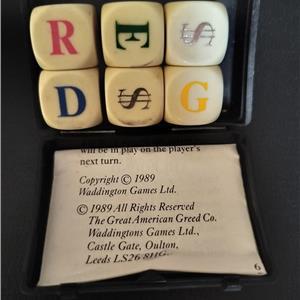 R E $
D $ G
will be in play on the player's
next turn.
Copyright © 1989
Waddington Games Ltd.
© 1989 All Rights Reserved
The Great American Greed Co.
Waddingtons Games Ltd.,
Castle Gate, Oulton,
Leeds LS26 8HG.
6